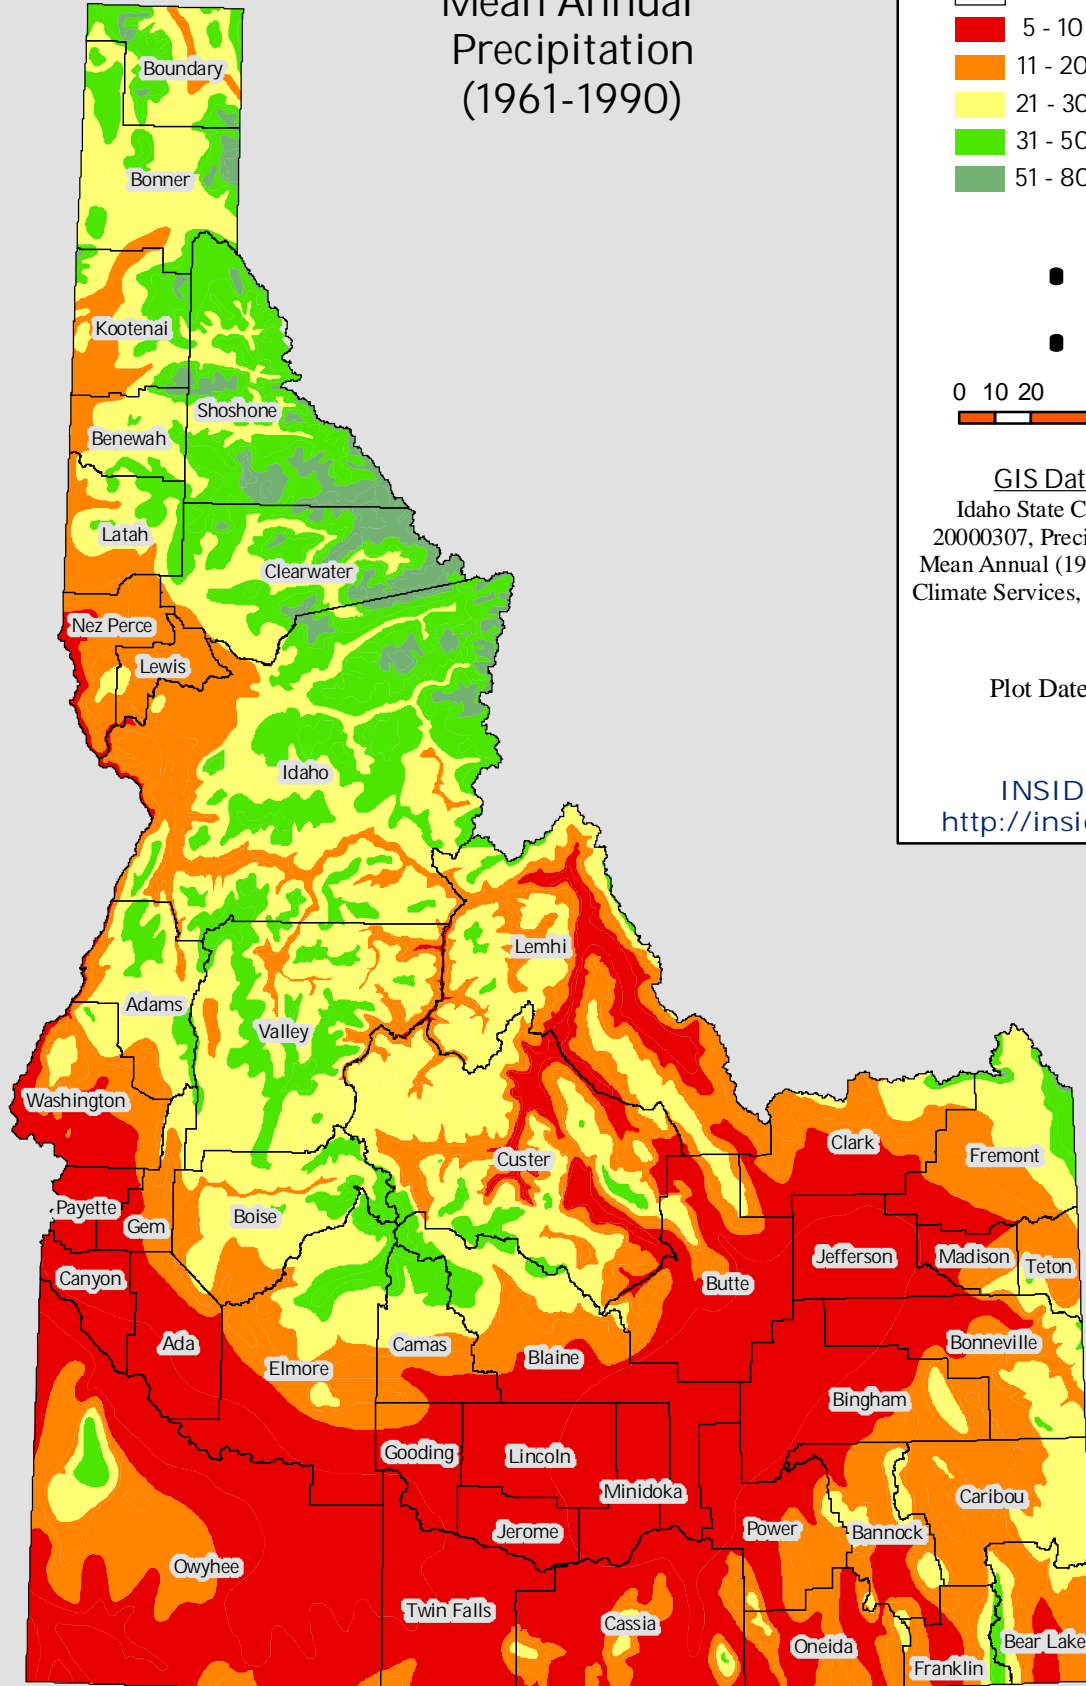 Mean Annual
Precipitation
(1961-1990)
5 - 10
11 - 20
21 - 30
31 - 50
51 - 80
0 10 20
GIS Dat
Idaho State C
20000307, Preci
Mean Annual (19
Climate Services,
Plot Date
INSID
http://insi
Boundary
Bonner
Kootenai
Shoshone
Benewah
Latah
Clearwater
Nez Perce
Lewis
Idaho
Lemhi
Adams
Valley
Washington
Custer
Clark
Fremont
Payette
Gem
Boise
Jefferson
Madison
Teton
Canyon
Butte
Ada
Camas
Blaine
Bonneville
Elmore
Bingham
Gooding
Lincoln
Minidoka
Caribou
Jerome
Power
Bannock
Owyhee
Twin Falls
Cassia
Oneida
Bear Lake
Franklin